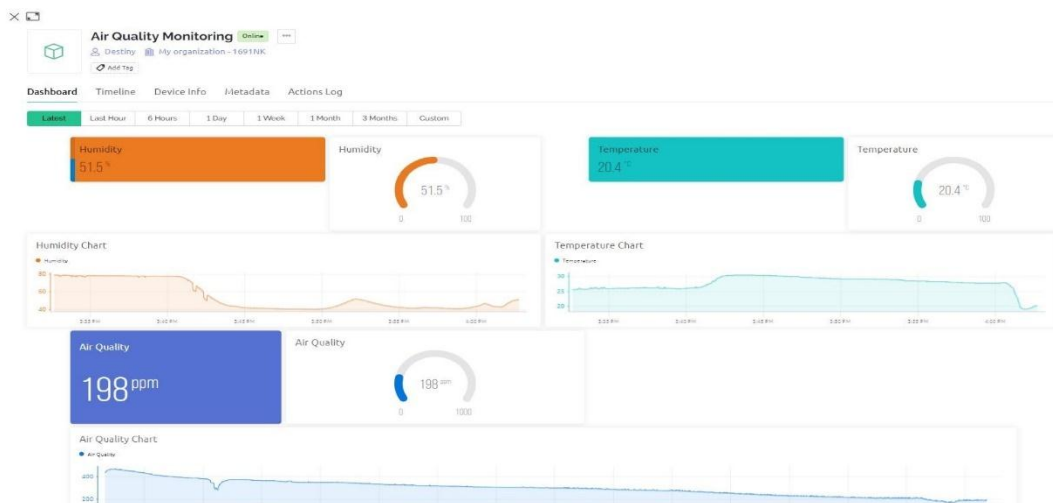 Air Quality Monitoring Online
Destiny My organization - 1691NK
Add Tag
Dashboard Timeline Device Info Metadata Actions Log
Latest Last Hour 6 Hours 1 Day 1 Week 1 Month 3 Months Custom
Humidity
51.5 %
Humidity
51.5 %
0 100
Temperature
20.4 °C
Temperature
20.4 °C
0 100
Humidity Chart
Humidity
80
60
40
Temperature Chart
Temperature
30
25
20
Air Quality
198 ppm
Air Quality
198 ppm
0 1000
Air Quality Chart
Air Quality